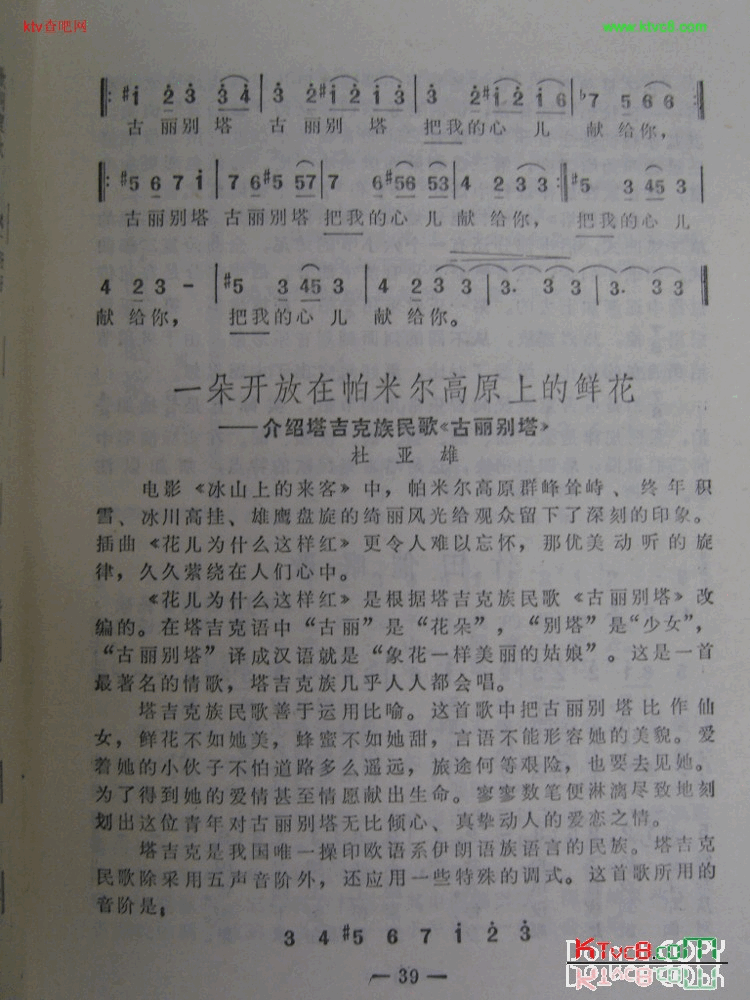 ktv查吧网
www.ktvc8.com
‖: #i 2 3 3 4 | 3 2 #i 2 i | 3 3 2 #i 2 i 6 | ♭7 5 6 6 :‖
古丽别塔 古丽别塔 把我的心儿献给你,
‖: #5 6 7 i | 7 6 #5 5 7 | 7 6 #5 6 5 3 | 4 2 3 3 :‖ #5 3 4 5 3 |
古丽别塔 古丽别塔 把我的心儿献给你, 把我的心儿
4 2 3 - | #5 3 4 5 3 | 4 2 3 3 | 3· 3 3 | 3· 3 3 ‖
献给你, 把我的心儿献给你。
一朵开放在帕米尔高原上的鲜花
——介绍塔吉克族民歌《古丽别塔》
杜亚雄
电影《冰山上的来客》中,帕米尔高原群峰耸峙、终年积
雪、冰川高挂、雄鹰盘旋的绮丽风光给观众留下了深刻的印象。
插曲《花儿为什么这样红》更令人难以忘怀,那优美动听的旋
律,久久萦绕在人们心中。
《花儿为什么这样红》是根据塔吉克族民歌《古丽别塔》改
编的。在塔吉克语中“古丽”是“花朵”,“别塔”是“少女”,
“古丽别塔”译成汉语就是“象花一样美丽的姑娘”。这是一首
最著名的情歌,塔吉克族几乎人人都会唱。
塔吉克族民歌善于运用比喻。这首歌中把古丽别塔比作仙
女,鲜花不如她美,蜂蜜不如她甜,言语不能形容她的美貌。爱
着她的小伙子不怕道路多么遥远,旅途何等艰险,也要去见她。
为了得到她的爱情甚至情愿献出生命。寥寥数笔便淋漓尽致地刻
划出这位青年对古丽别塔无比倾心、真挚动人的爱恋之情。
塔吉克是我国唯一操印欧语系伊朗语族语言的民族。塔吉克
民歌除采用五声音阶外,还应用一些特殊的调式。这首歌所用的
音阶是:
3 4 #5 6 7 i 2 3
— 39 —